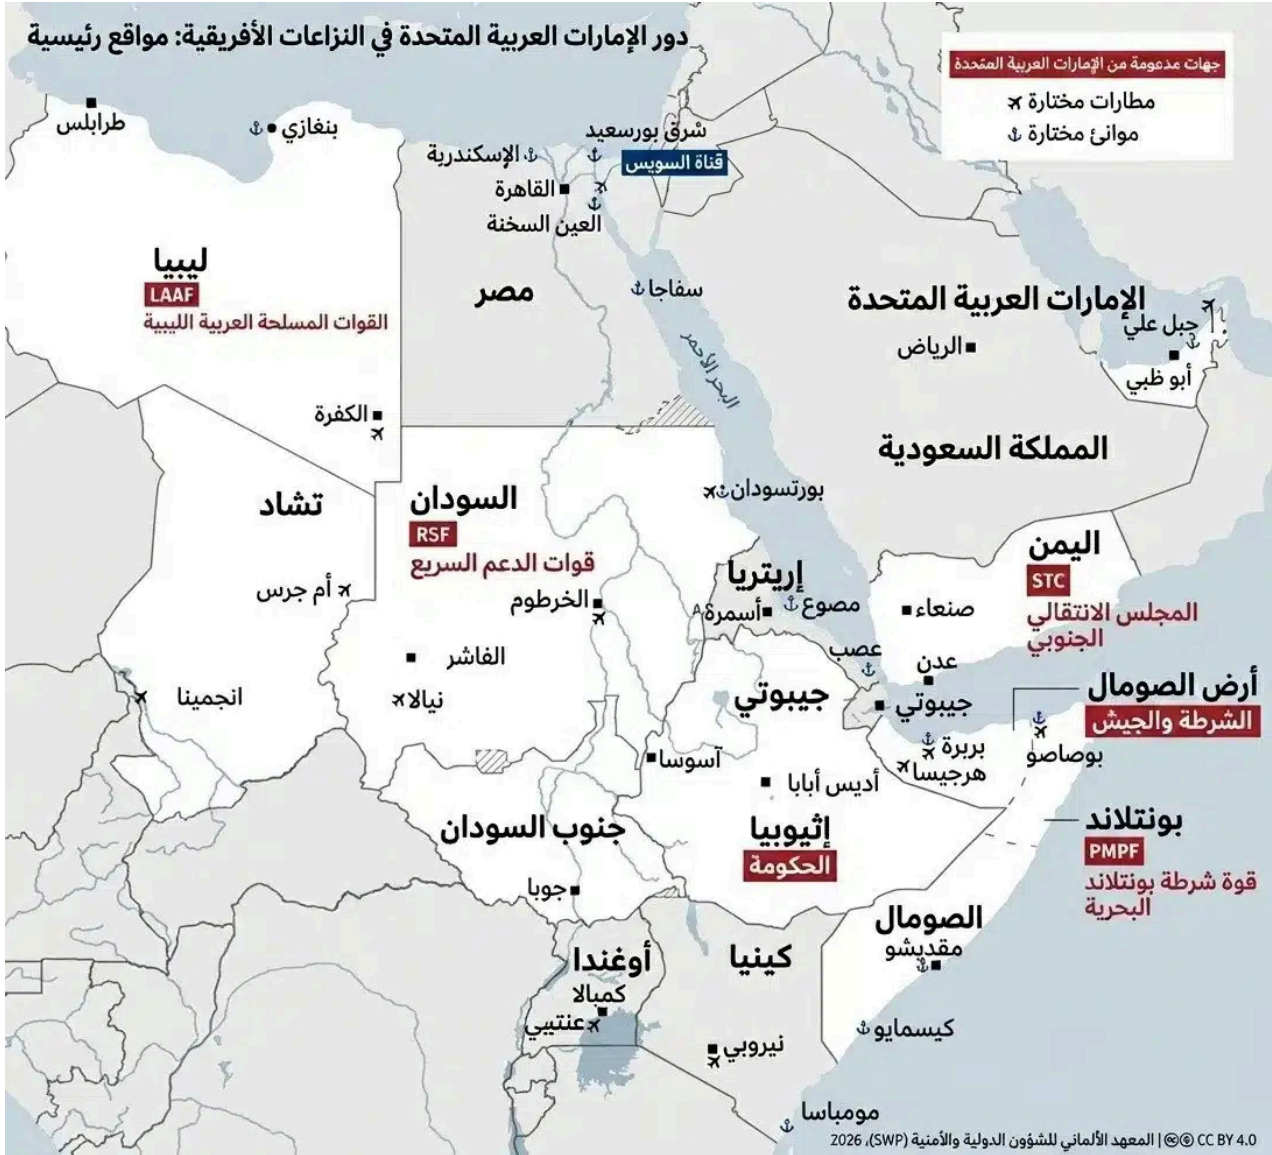 دور الإمارات العربية المتحدة في النزاعات الأفريقية: مواقع رئيسية
جهات مدعومة من الإمارات العربية المتحدة
مطارات مختارة
موانئ مختارة
طرابلس
بنغازي
شرق بورسعيد
الإسكندرية
قناة السويس
القاهرة
العين السخنة
ليبيا
LAAF
القوات المسلحة العربية الليبية
مصر
سفاجا
البحر الأحمر
الإمارات العربية المتحدة
جبل علي
الرياض
أبو ظبي
الكفرة
المملكة السعودية
تشاد
السودان
RSF
قوات الدعم السريع
بورتسودان
اليمن
STC
المجلس الانتقالي
الجنوبي
أم جرس
الخرطوم
إريتريا
أسمرة
مصوع
صنعاء
الفاشر
عصب
عدن
انجمينا
نيالا
جيبوتي
جيبوتي
أرض الصومال
الشرطة والجيش
بربرة
بوصاصو
هرجيسا
آسوسا
أديس أبابا
جنوب السودان
إثيوبيا
الحكومة
بونتلاند
PMPF
قوة شرطة بونتلاند
البحرية
جوبا
الصومال
مقديشو
أوغندا
كمبالا
عنتيبي
كينيا
نيروبي
كيسمايو
مومباسا
CC BY 4.0 | المعهد الألماني للشؤون الدولية والأمنية (SWP)، 2026